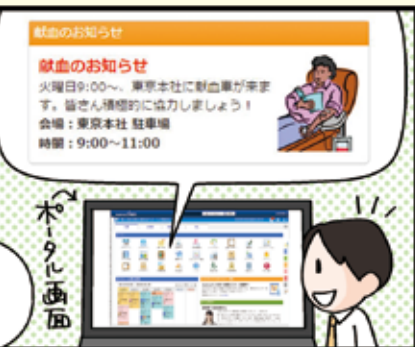 献血のお知らせ
献血のお知らせ
火曜日9:00～、東京本社に献血車が来ま
す。皆さん積極的に協力しましょう！
会場：東京本社 駐車場
時間：9:00～11:00
ポータル画面